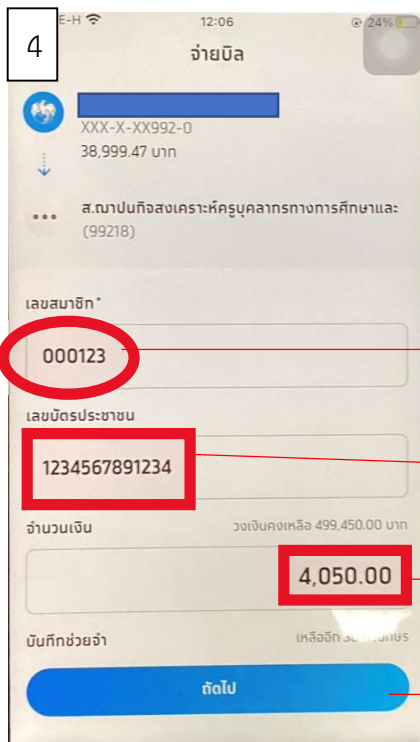 4
E-H 12:06 24%
จ่ายบิล
XXX-X-XX992-0
38,999.47 บาท
ส.ฌาปนกิจสงเคราะห์ครูบุคลากรทางการศึกษาและ
(99218)
เลขสมาชิก*
000123
เลขบัตรประชาชน
1234567891234
จำนวนเงิน วงเงินคงเหลือ 499,450.00 บาท
4,050.00
บันทึกช่วยจำ เหลืออีก
ถัดไป